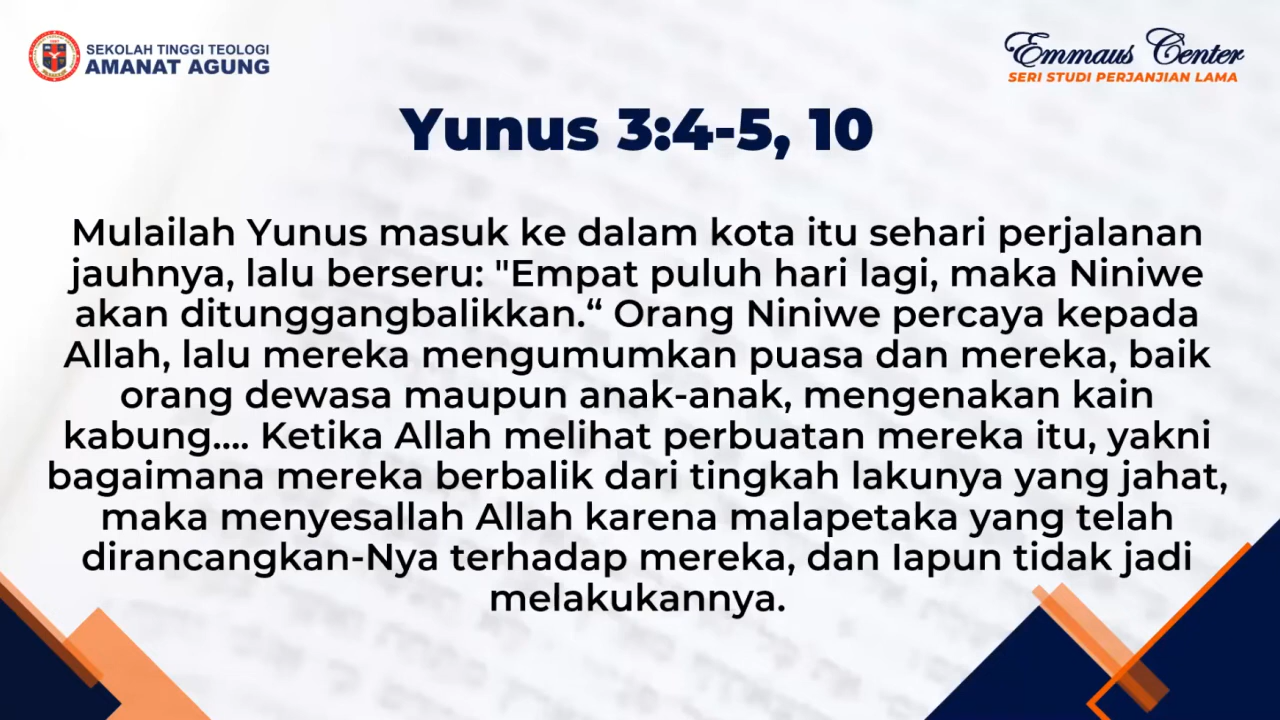 SEKOLAH TINGGI TEOLOGI
AMANAT AGUNG
Emmaus Center
SERI STUDI PERJANJIAN LAMA
Yunus 3:4-5, 10
Mulailah Yunus masuk ke dalam kota itu sehari perjalanan
jauhnya, lalu berseru: "Empat puluh hari lagi, maka Niniwe
akan ditunggangbalikkan.“ Orang Niniwe percaya kepada
Allah, lalu mereka mengumumkan puasa dan mereka, baik
orang dewasa maupun anak-anak, mengenakan kain
kabung.... Ketika Allah melihat perbuatan mereka itu, yakni
bagaimana mereka berbalik dari tingkah lakunya yang jahat,
maka menyesallah Allah karena malapetaka yang telah
dirancangkan-Nya terhadap mereka, dan Iapun tidak jadi
melakukannya.